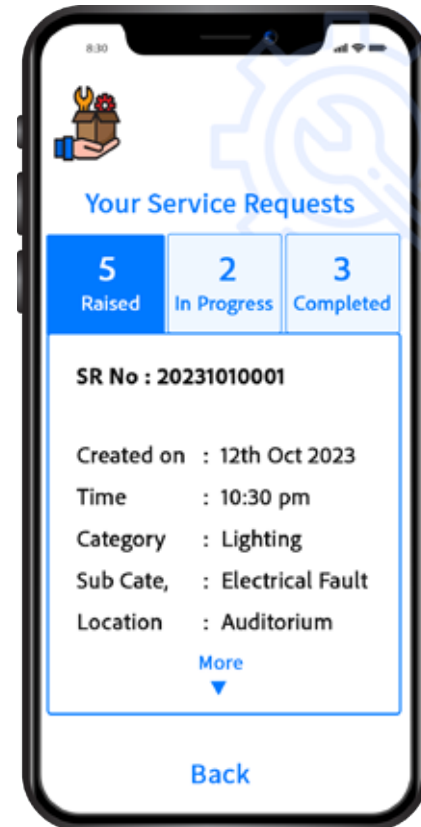 8:30
Your Service Requests
5 2 3
Raised In Progress Completed
SR No : 20231010001
Created on : 12th Oct 2023
Time : 10:30 pm
Category : Lighting
Sub Cate, : Electrical Fault
Location : Auditorium
More
Back